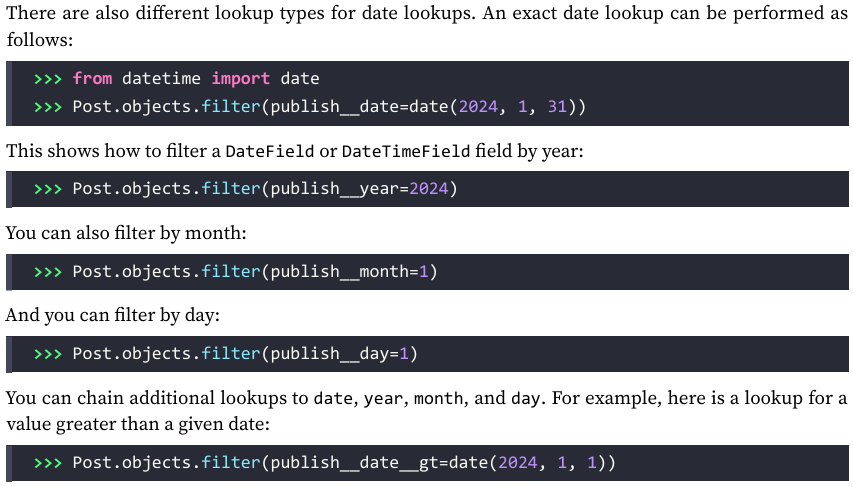 There are also different lookup types for date lookups. An exact date lookup can be performed as
follows:
>>> from datetime import date
>>> Post.objects.filter(publish__date=date(2024, 1, 31))
This shows how to filter a DateField or DateTimeField field by year:
>>> Post.objects.filter(publish__year=2024)
You can also filter by month:
>>> Post.objects.filter(publish__month=1)
And you can filter by day:
>>> Post.objects.filter(publish__day=1)
You can chain additional lookups to date, year, month, and day. For example, here is a lookup for a
value greater than a given date:
>>> Post.objects.filter(publish__date__gt=date(2024, 1, 1))